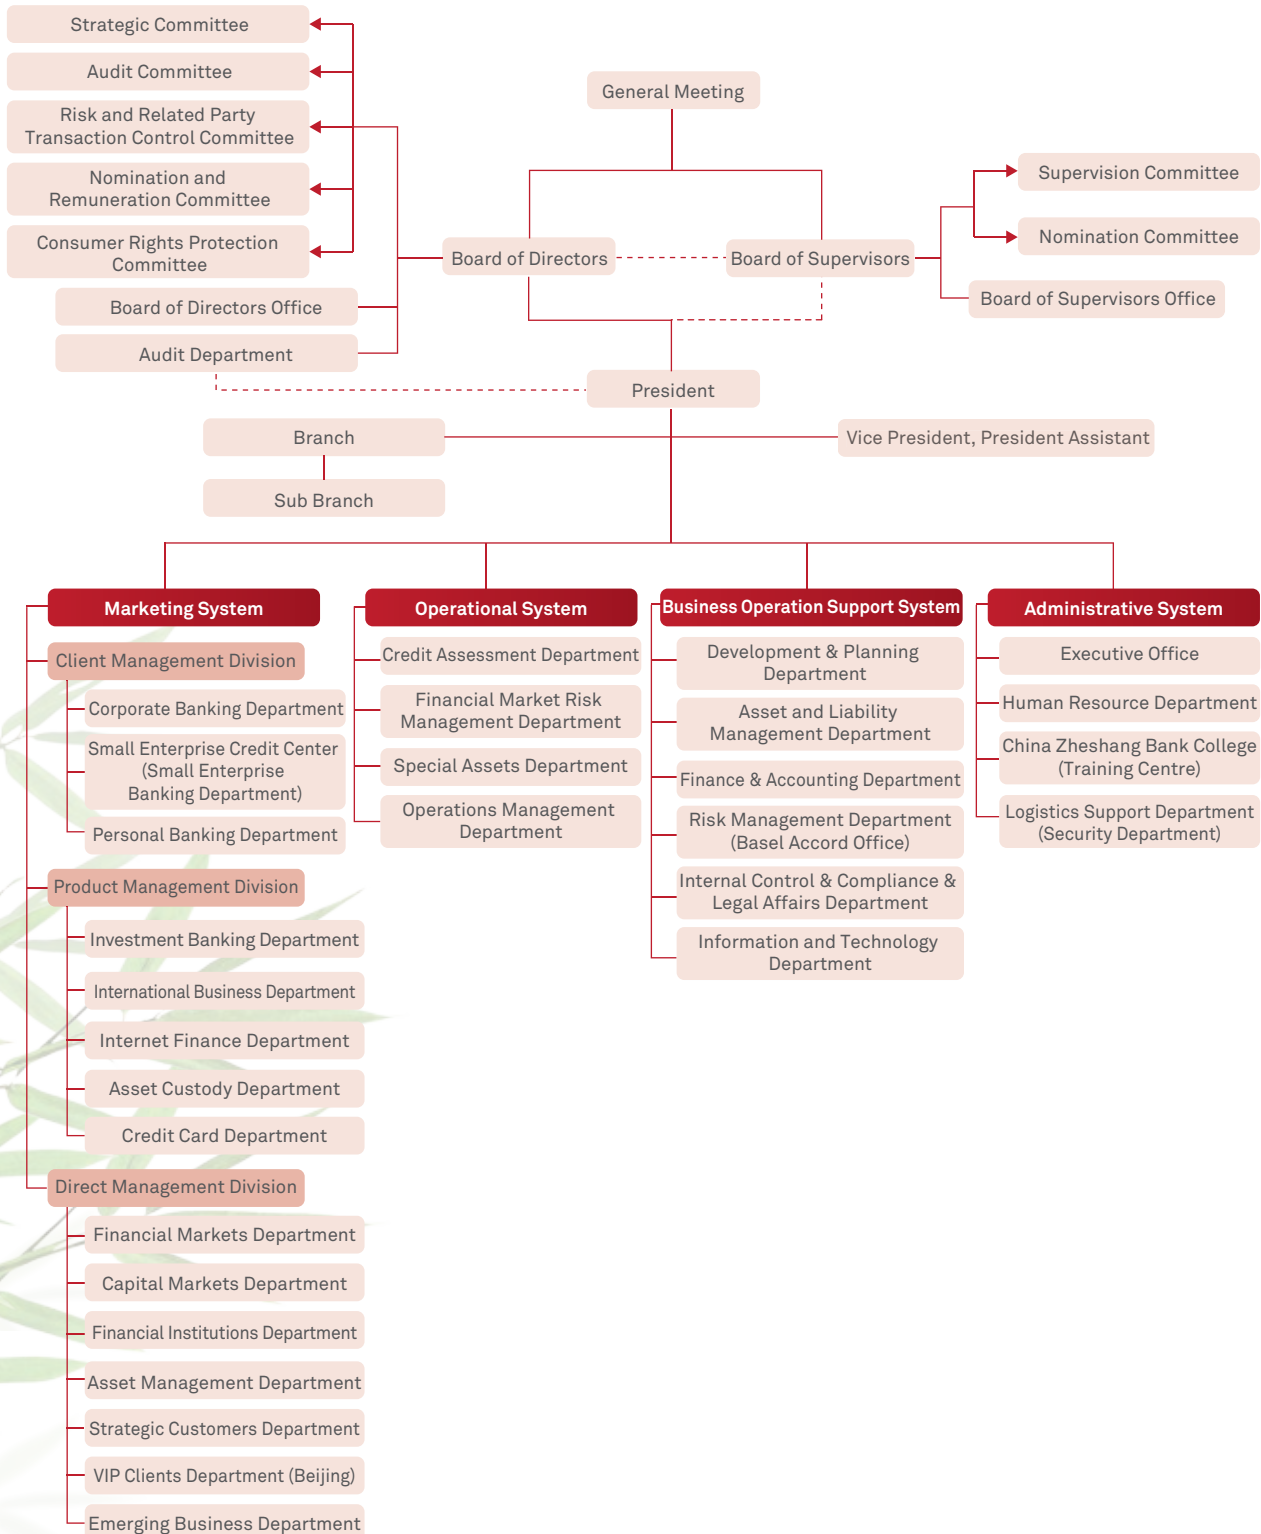 Strategic Committee
Audit Committee
Risk and Related Party
Transaction Control Committee
Nomination and
Remuneration Committee
Consumer Rights Protection
Committee
Board of Directors Office
Audit Department
General Meeting
Board of Directors
Board of Supervisors
Supervision Committee
Nomination Committee
Board of Supervisors Office
President
Branch
Sub Branch
Vice President, President Assistant
Marketing System
Client Management Division
Corporate Banking Department
Small Enterprise Credit Center
(Small Enterprise
Banking Department)
Personal Banking Department
Product Management Division
Investment Banking Department
International Business Department
Internet Finance Department
Asset Custody Department
Credit Card Department
Direct Management Division
Financial Markets Department
Capital Markets Department
Financial Institutions Department
Asset Management Department
Strategic Customers Department
VIP Clients Department (Beijing)
Emerging Business Department
Operational System
Credit Assessment Department
Financial Market Risk
Management Department
Special Assets Department
Operations Management
Department
Business Operation Support System
Development & Planning
Department
Asset and Liability
Management Department
Finance & Accounting Department
Risk Management Department
(Basel Accord Office)
Internal Control & Compliance &
Legal Affairs Department
Information and Technology
Department
Administrative System
Executive Office
Human Resource Department
China Zheshang Bank College
(Training Centre)
Logistics Support Department
(Security Department)